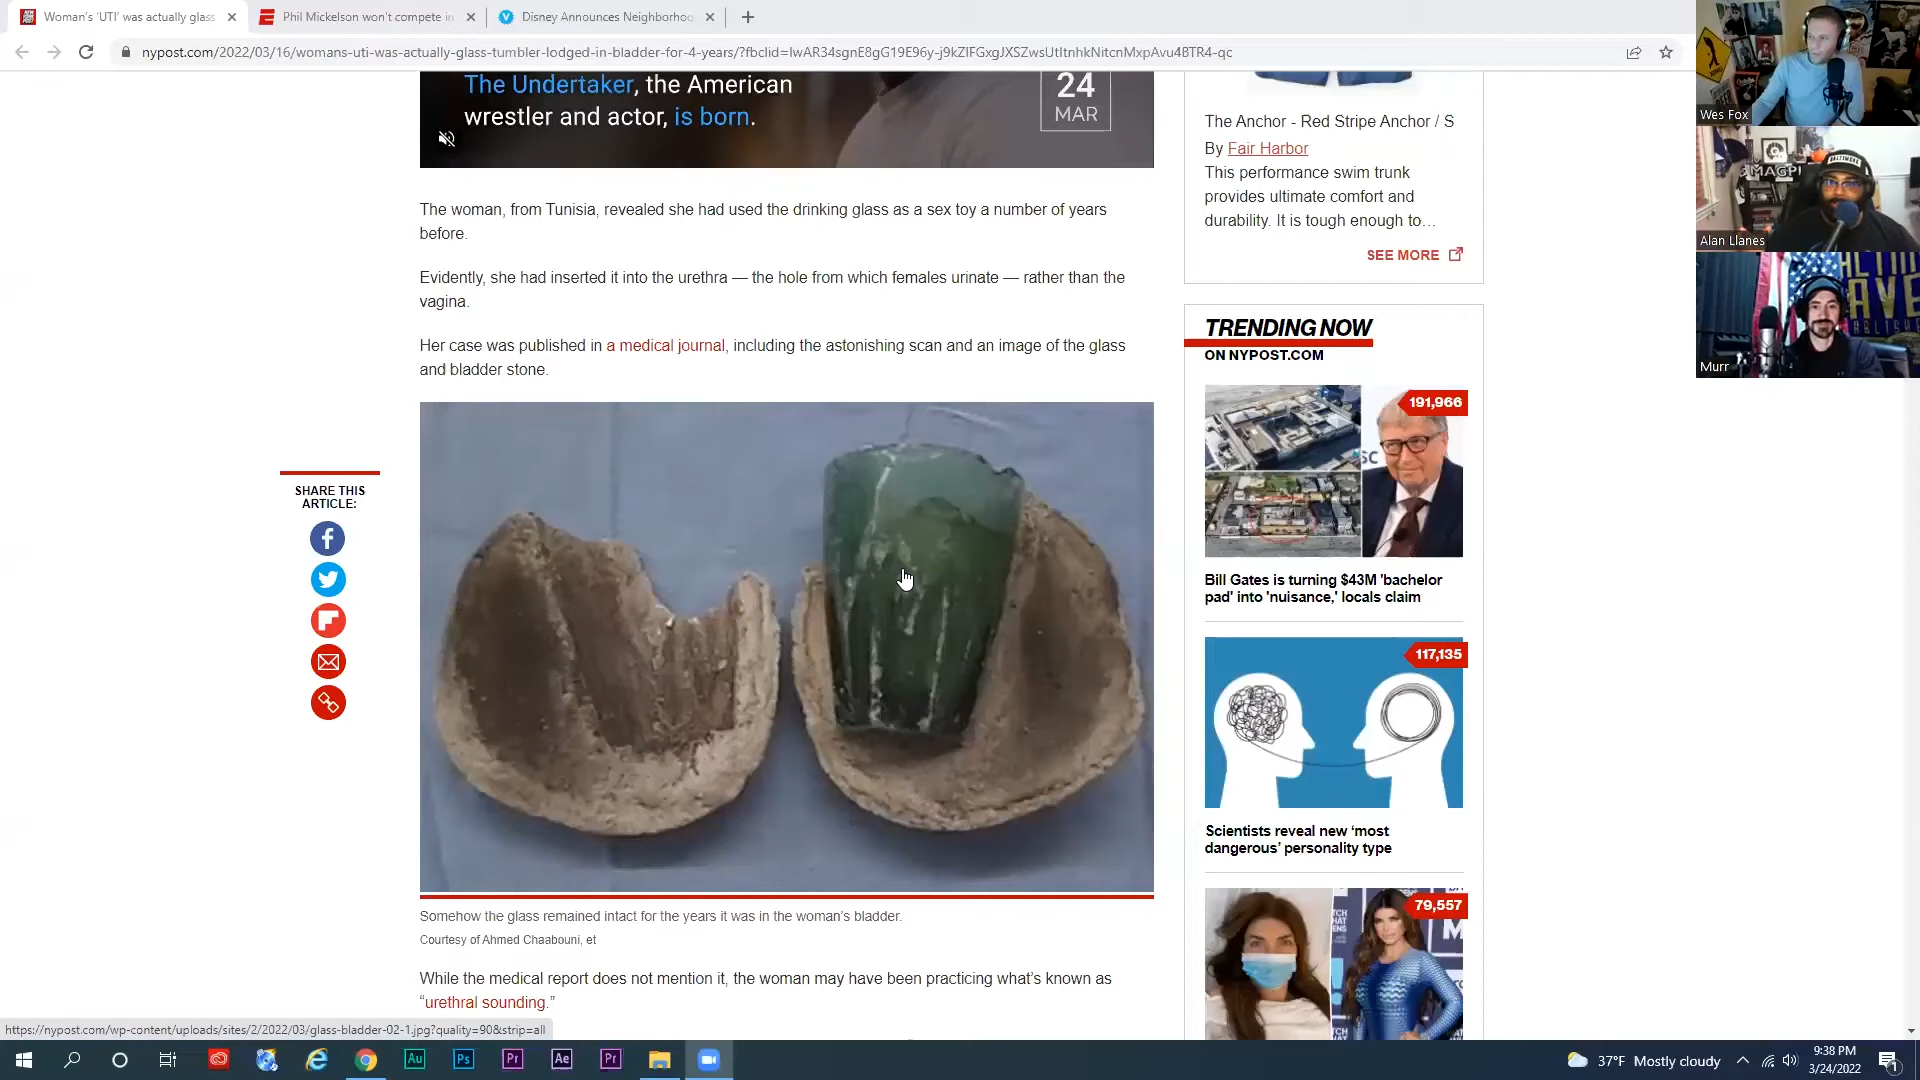 Woman's 'UTI' was actually glass
Phil Mickelson won't compete in
Disney Announces Neighborhoo
nypost.com/2022/03/16/womans-uti-was-actually-glass-tumbler-lodged-in-bladder-for-4-years/?fbclid=IwAR34sgnE8gG19E96y-j9kZIFGxgJXSZwsUtItnhkNitcnMxpAvu4BTR4-qc
The Undertaker, the American
wrestler and actor, is born.
24
MAR
The woman, from Tunisia, revealed she had used the drinking glass as a sex toy a number of years
before.
Evidently, she had inserted it into the urethra — the hole from which females urinate — rather than the
vagina.
Her case was published in a medical journal, including the astonishing scan and an image of the glass
and bladder stone.
SHARE THIS
ARTICLE:
Somehow the glass remained intact for the years it was in the woman's bladder.
Courtesy of Ahmed Chaabouni, et
While the medical report does not mention it, the woman may have been practicing what's known as
“urethral sounding.”
The Anchor - Red Stripe Anchor / S
By Fair Harbor
This performance swim trunk
provides ultimate comfort and
durability. It is tough enough to…
SEE MORE
TRENDING NOW
ON NYPOST.COM
191,966
Bill Gates is turning $43M 'bachelor
pad' into 'nuisance,' locals claim
117,135
Scientists reveal new ‘most
dangerous’ personality type
79,557
Wes Fox
BALTIMORE
Alan Llanes
Murr
https://nypost.com/wp-content/uploads/sites/2/2022/03/glass-bladder-02-1.jpg?quality=90&strip=all
Au
Ps
Pr
Ae
Pr
37°F Mostly cloudy
9:38 PM
3/24/2022
1